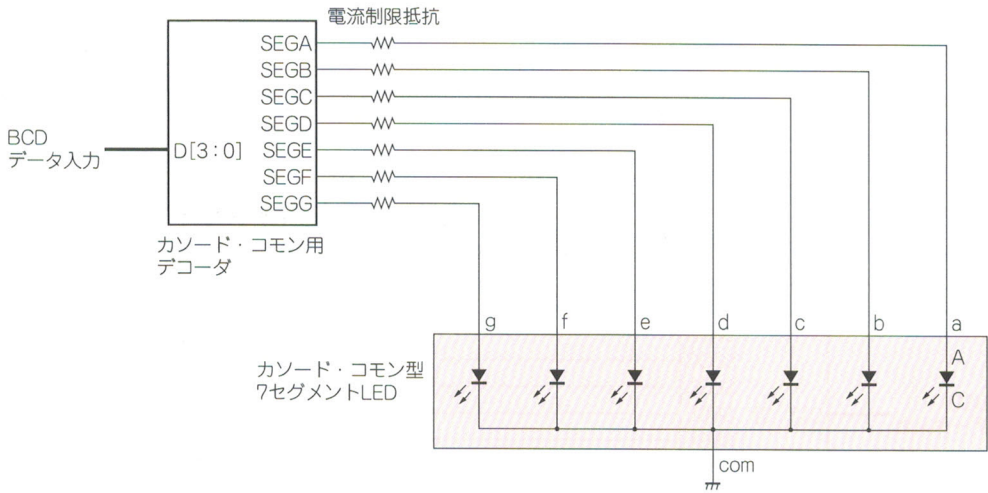 電流制限抵抗
SEGA
SEGB
SEGC
SEGD
SEGE
SEGF
SEGG
D[3:0]
BCD
データ入力
カソード・コモン用
デコーダ
g f e d c b a
カソード・コモン型
7セグメントLED
A
C
com